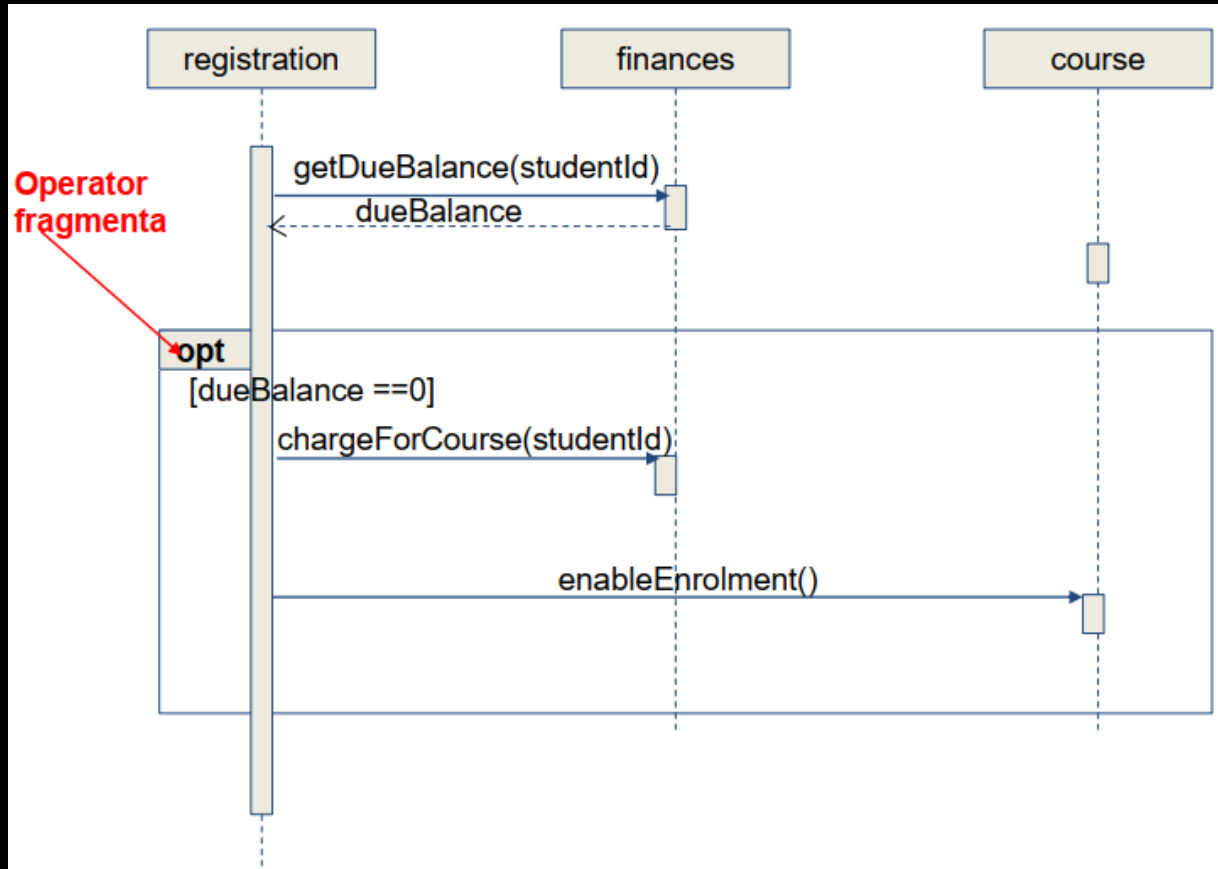 registration
finances
course
getDueBalance(studentId)
dueBalance
Operator
fragmenta
opt
[dueBalance ==0]
chargeForCourse(studentId)
enableEnrolment()